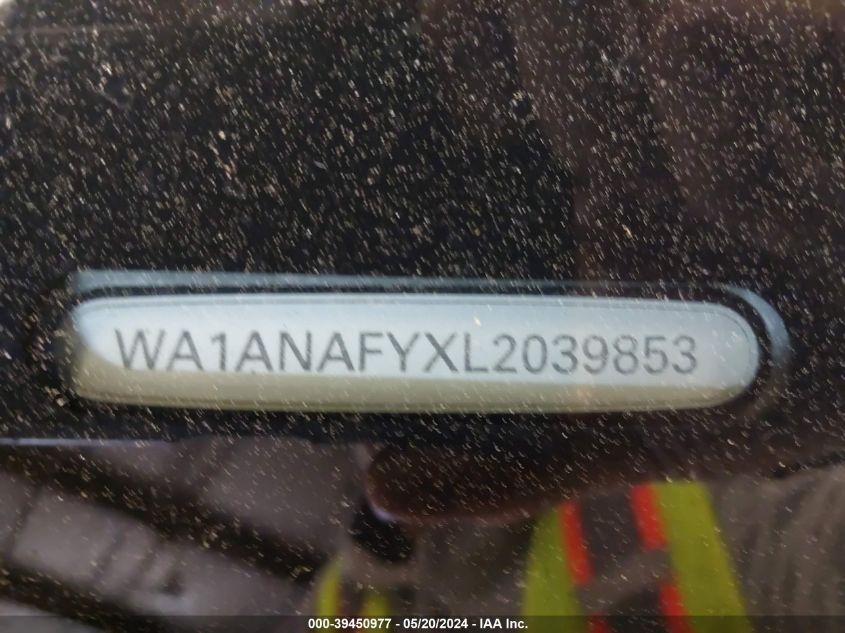 WA1ANAFYXL2039853
000-39450977 - 05/20/2024 - IAA, Inc.